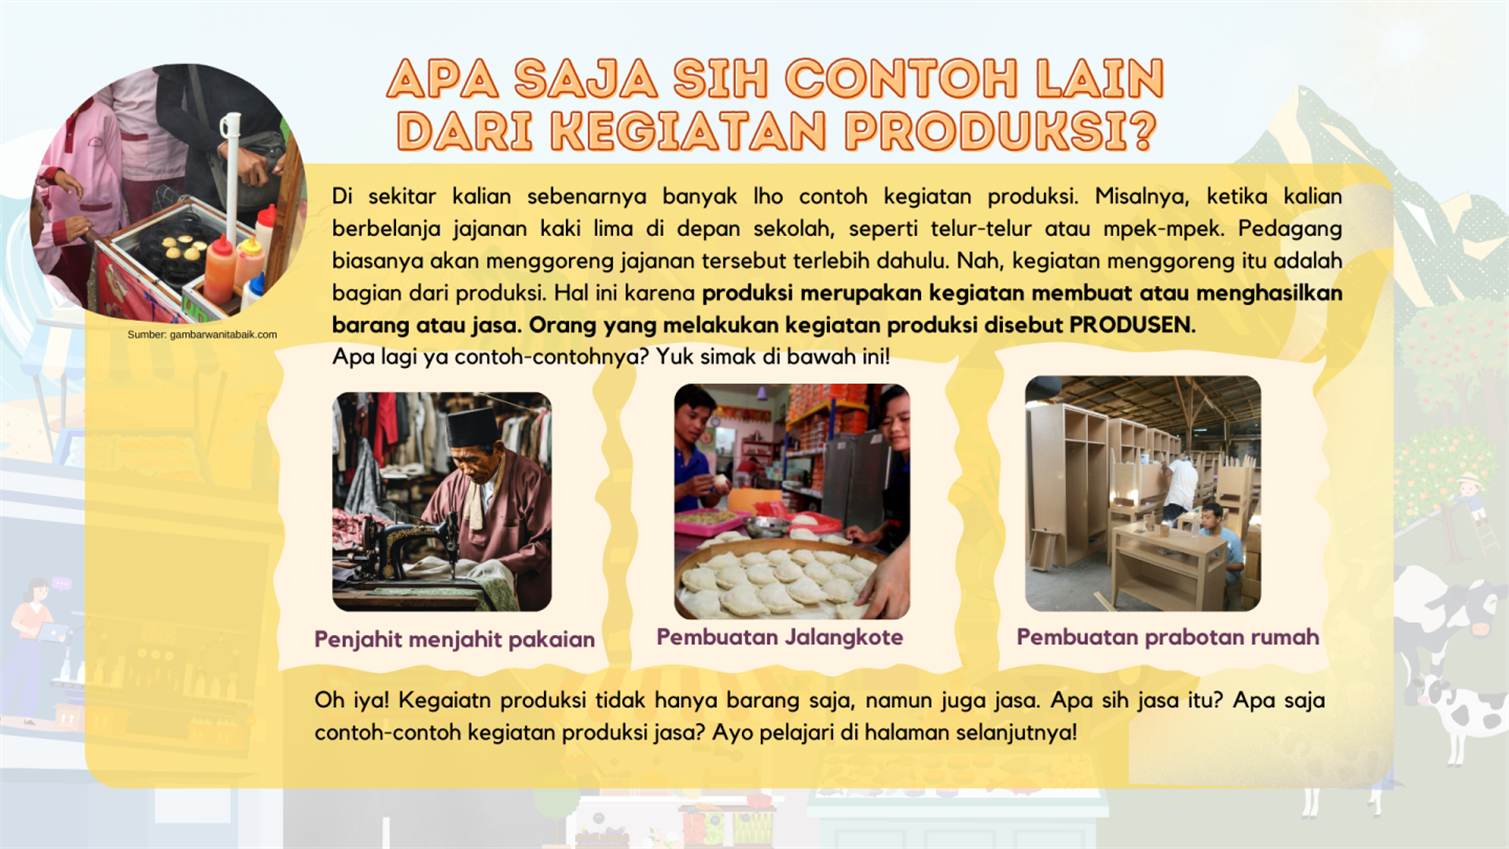 APA SAJA SIH CONTOH LAIN
DARI KEGIATAN PRODUKSI?
Di sekitar kalian sebenarnya banyak lho contoh kegiatan produksi. Misalnya, ketika kalian
berbelanja jajanan kaki lima di depan sekolah, seperti telur-telur atau mpek-mpek. Pedagang
biasanya akan menggoreng jajanan tersebut terlebih dahulu. Nah, kegiatan menggoreng itu adalah
bagian dari produksi. Hal ini karena produksi merupakan kegiatan membuat atau menghasilkan
barang atau jasa. Orang yang melakukan kegiatan produksi disebut PRODUSEN.
Apa lagi ya contoh-contohnya? Yuk simak di bawah ini!
Sumber: gambarwanitabaik.com
Penjahit menjahit pakaian
Pembuatan Jalangkote
Pembuatan prabotan rumah
Oh iya! Kegaiatn produksi tidak hanya barang saja, namun juga jasa. Apa sih jasa itu? Apa saja
contoh-contoh kegiatan produksi jasa? Ayo pelajari di halaman selanjutnya!